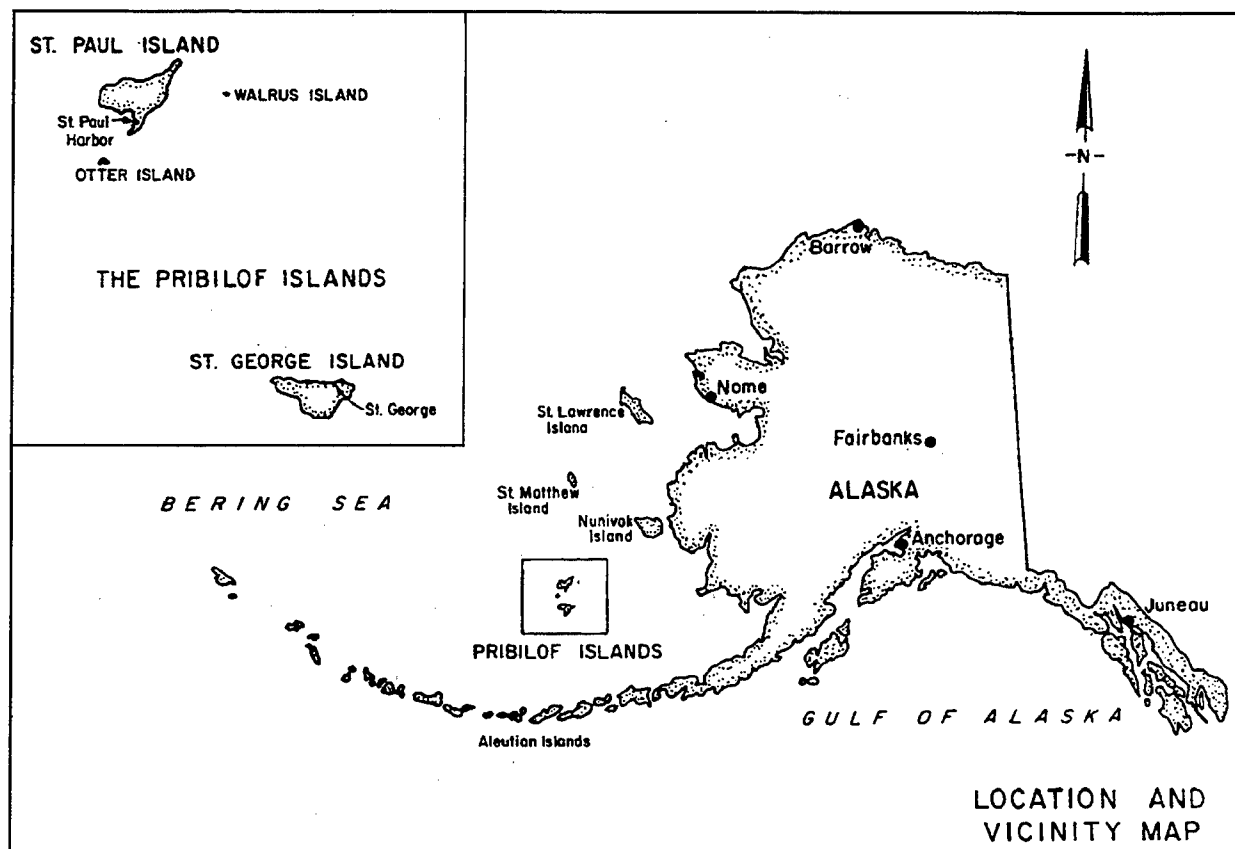 ST. PAUL ISLAND
WALRUS ISLAND
St. Paul
Harbor
OTTER ISLAND
THE PRIBILOF ISLANDS
ST. GEORGE ISLAND
St. George
-N-
Barrow
Nome
St. Lawrence
Island
Fairbanks
BERING SEA
St. Matthew
Island
ALASKA
Nunivak
Island
Anchorage
PRIBILOF ISLANDS
Juneau
GULF OF ALASKA
Aleutian Islands
LOCATION AND
VICINITY MAP